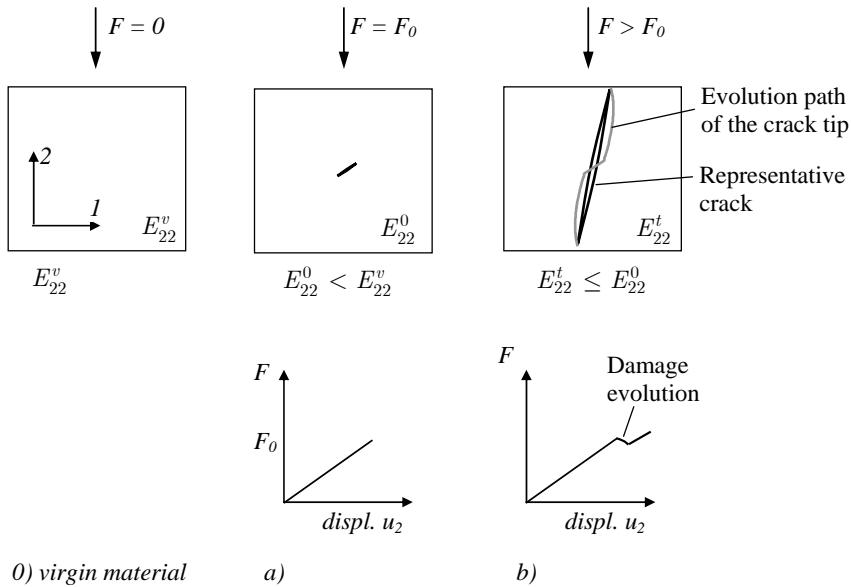 F = 0
F = F₀
F > F₀
Evolution path
of the crack tip
Representative
crack
2
1
E₂₂ᵛ
E₂₂⁰
E₂₂ᵗ
E₂₂ᵛ
E₂₂⁰ < E₂₂ᵛ
E₂₂ᵗ ≤ E₂₂⁰
F
F₀
displ. u₂
F
Damage
evolution
displ. u₂
0) virgin material
a)
b)